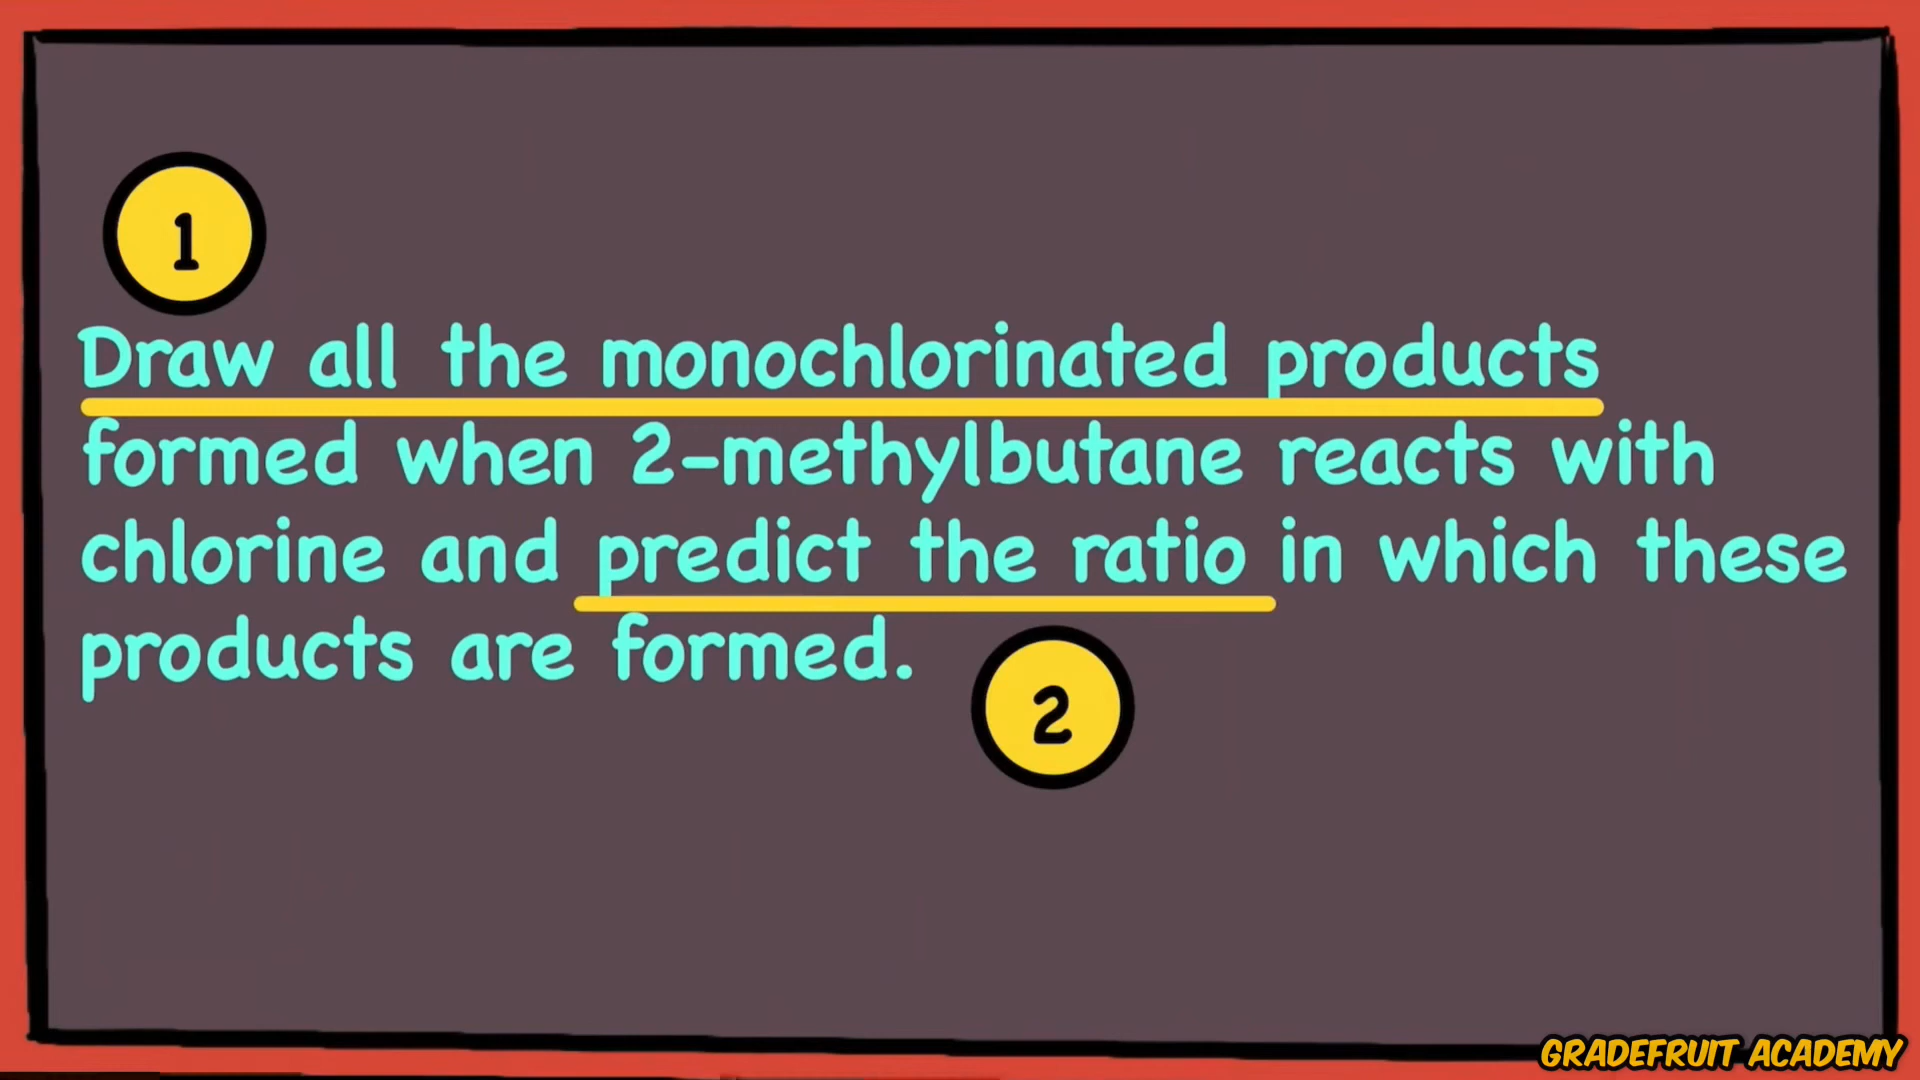 1
Draw all the monochlorinated products
formed when 2-methylbutane reacts with
chlorine and predict the ratio in which these
products are formed.
2
GRADEFRUIT ACADEMY